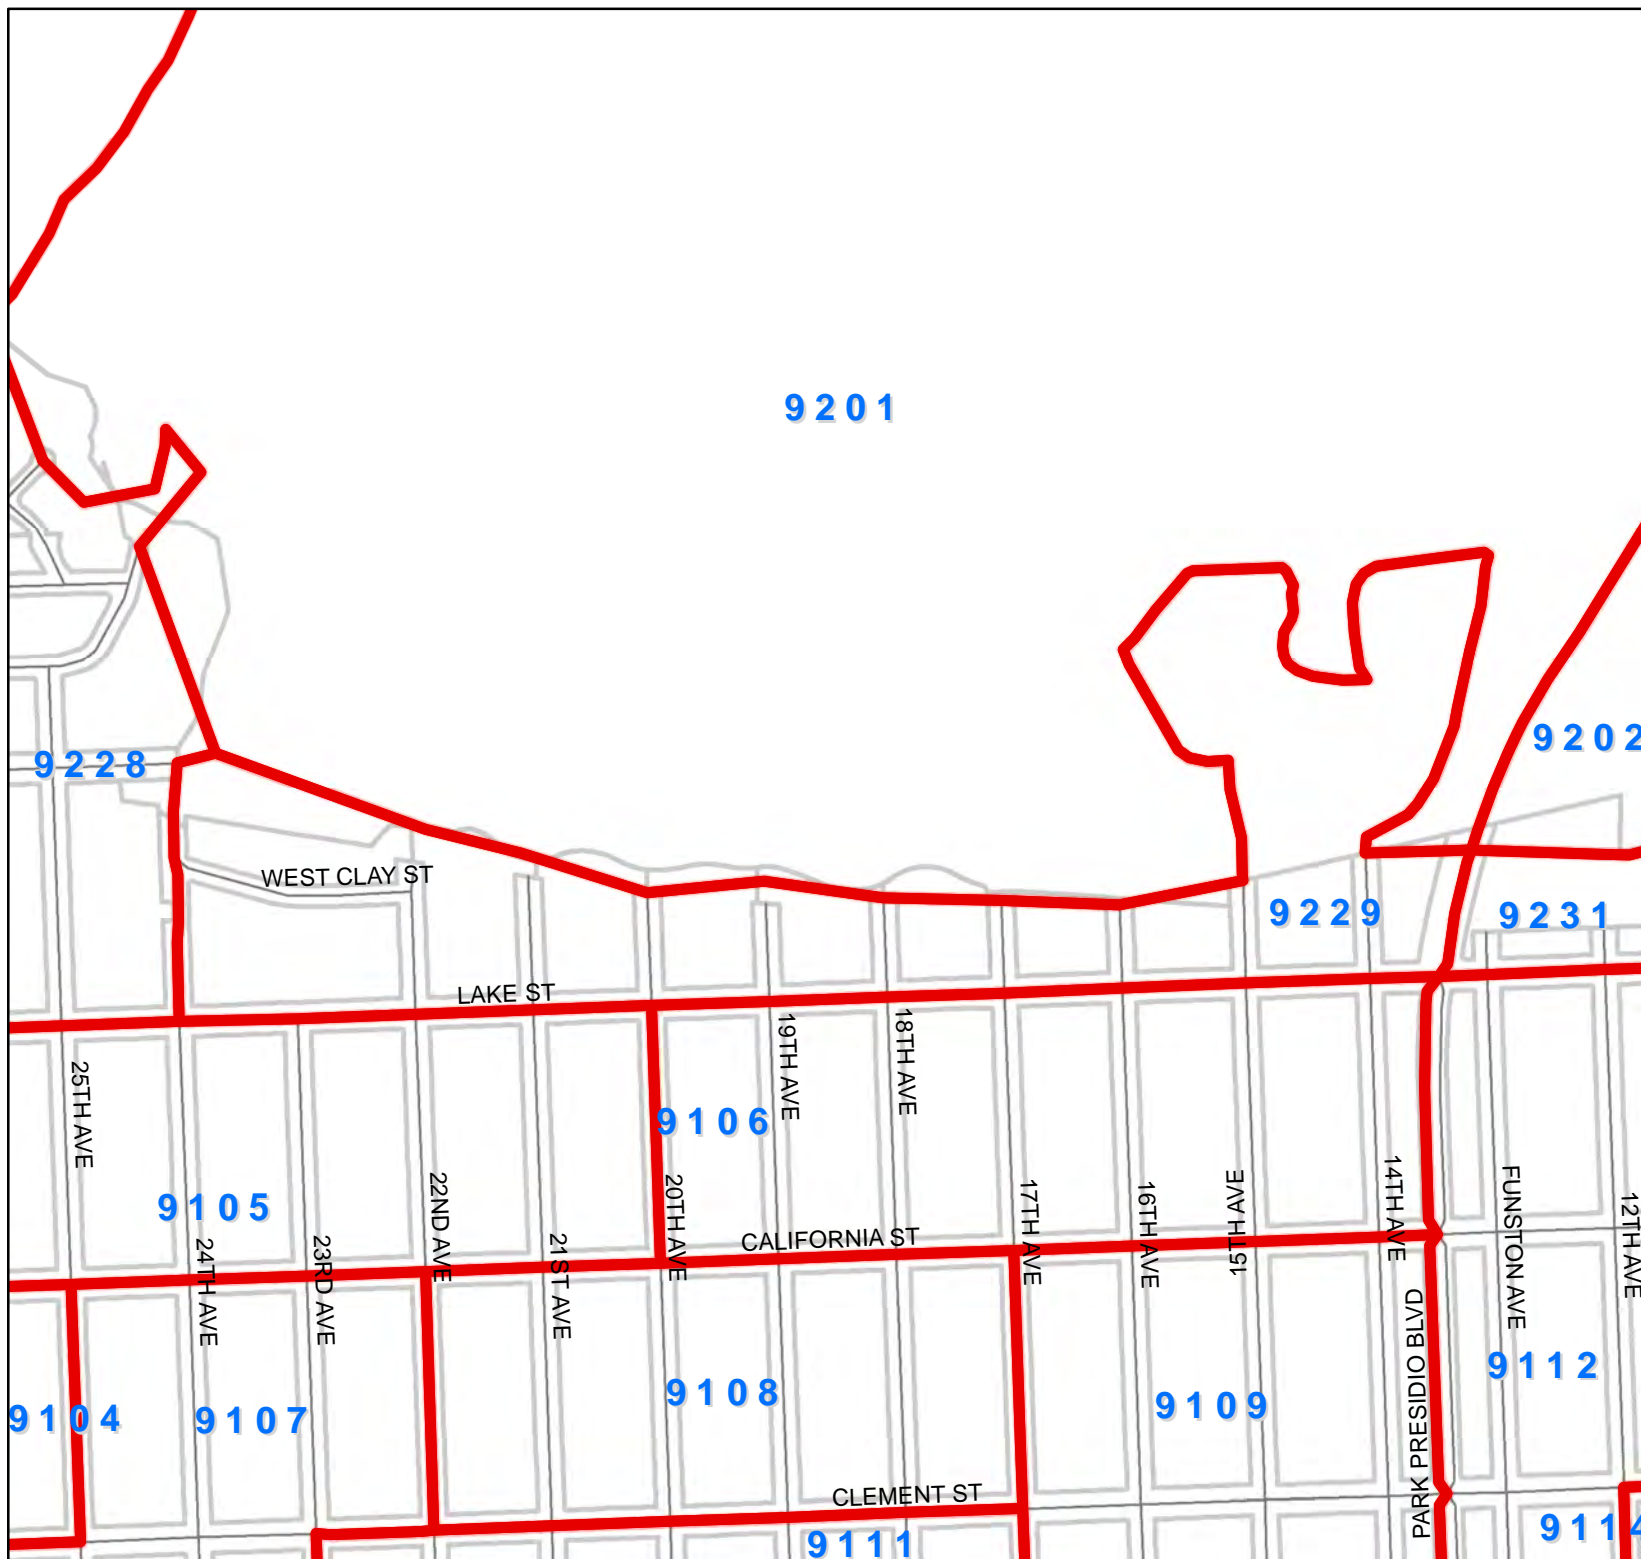 9201
9202
9228
WEST CLAY ST
9229
9231
LAKE ST
19TH AVE
18TH AVE
25TH AVE
9106
9105
22ND AVE
20TH AVE
17TH AVE
16TH AVE
15TH AVE
14TH AVE
FUNSTON AVE
12TH AVE
CALIFORNIA ST
24TH AVE
23RD AVE
21ST AVE
PARK PRESIDIO BLVD
9112
9108
9109
9104
9107
CLEMENT ST
9111
9114